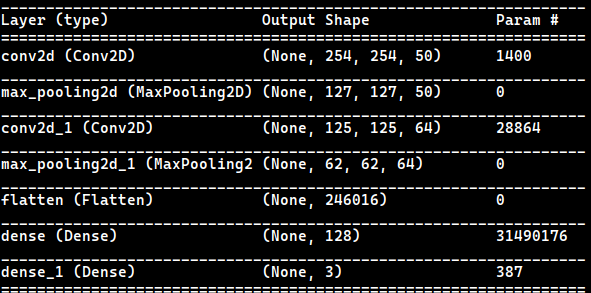 Layer (type) Output Shape Param #
conv2d (Conv2D) (None, 254, 254, 50) 1400
max_pooling2d (MaxPooling2D) (None, 127, 127, 50) 0
conv2d_1 (Conv2D) (None, 125, 125, 64) 28864
max_pooling2d_1 (MaxPooling2 (None, 62, 62, 64) 0
flatten (Flatten) (None, 246016) 0
dense (Dense) (None, 128) 31490176
dense_1 (Dense) (None, 3) 387